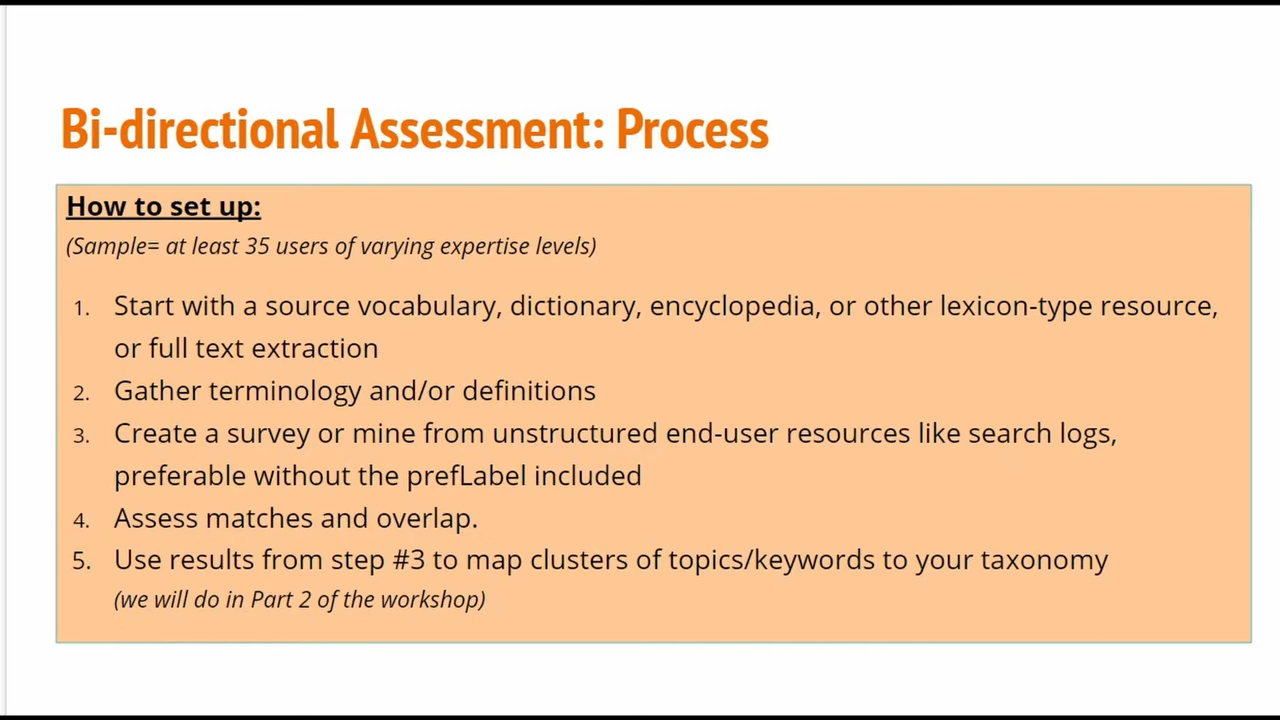 Bi-directional Assessment: Process
How to set up:
(Sample= at least 35 users of varying expertise levels)
1. Start with a source vocabulary, dictionary, encyclopedia, or other lexicon-type resource,
or full text extraction
2. Gather terminology and/or definitions
3. Create a survey or mine from unstructured end-user resources like search logs,
preferable without the prefLabel included
4. Assess matches and overlap.
5. Use results from step #3 to map clusters of topics/keywords to your taxonomy
(we will do in Part 2 of the workshop)